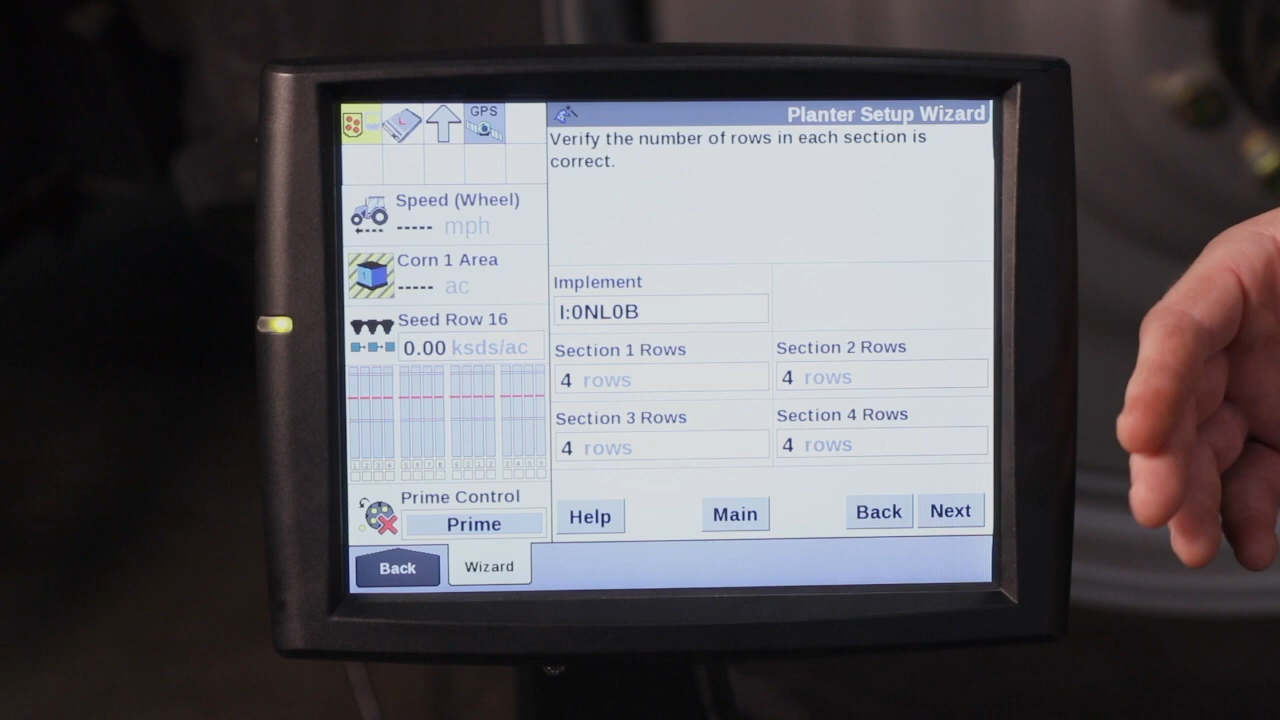 GPS
Planter Setup Wizard
Verify the number of rows in each section is
correct.
Speed (Wheel)
----- mph
Corn 1 Area
----- ac
Seed Row 16
0.00 ksds/ac
Implement
I:0NL0B
Section 1 Rows
4 rows
Section 2 Rows
4 rows
Section 3 Rows
4 rows
Section 4 Rows
4 rows
Prime Control
Prime
Help
Main
Back
Next
Back
Wizard